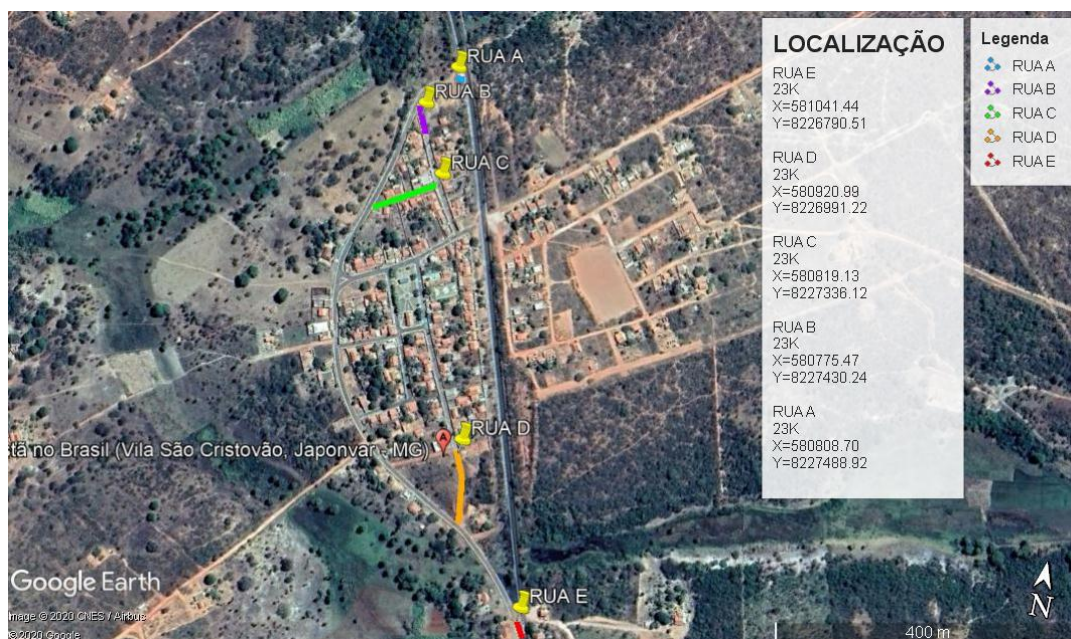 RUA A
RUA B
RUA C
RUA D
RUA E
A
stá no Brasil (Vila São Cristovão, Japonvar - MG)
LOCALIZAÇÃO
RUA E
23K
X=581041.44
Y=8226790.51
RUA D
23K
X=580920.99
Y=8226991.22
RUA C
23K
X=580819.13
Y=8227336.12
RUA B
23K
X=580775.47
Y=8227430.24
RUA A
23K
X=580808.70
Y=8227488.92
Legenda
RUA A
RUA B
RUA C
RUA D
RUA E
Google Earth
Image © 2020 CNES / Airbus
© 2020 Google
N
400 m